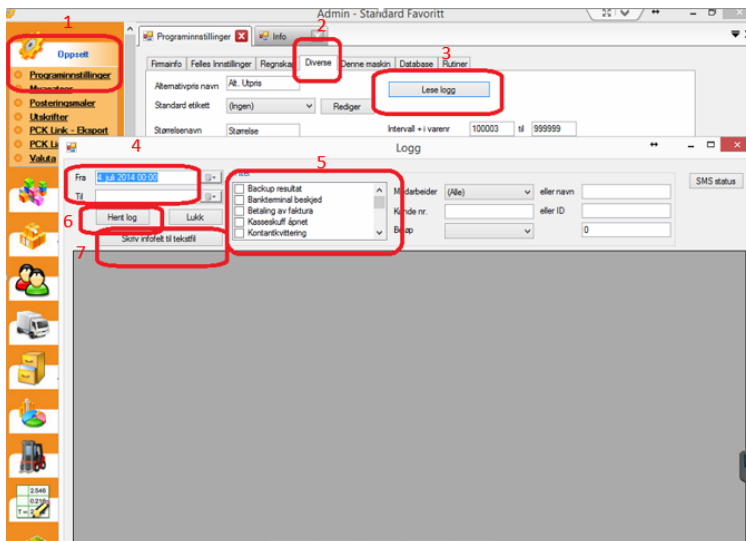 Admin - Standard Favoritt
1
2
3
Oppsett
Programinnstillinger
Info
Firmainfo
Felles Innstillinger
Regnskap
Diverse
Denne maskin
Database
Rutiner
Programinnstillinger
Posteringsmaler
Utskrifter
PCK Link - Eksport
Valuta
Alternativpris navn
Alt. Utpris
Lese logg
Standard etikett
(Ingen)
Rediger
Størrelsenavn
Størrelse
Intervall + i varenr
100003
til
999999
4
5
Logg
Fra
4. juli 2014 00:00
Til
6
Hent log
Lukk
7
Skriv infofelt til tekstfil
Backup resultat
Bankterminal beskjed
Betaling av faktura
Kasseskuff åpnet
Kontantkvittering
Medarbeider
(Alle)
eller navn
Kunde nr.
eller ID
Beløp
0
SMS status